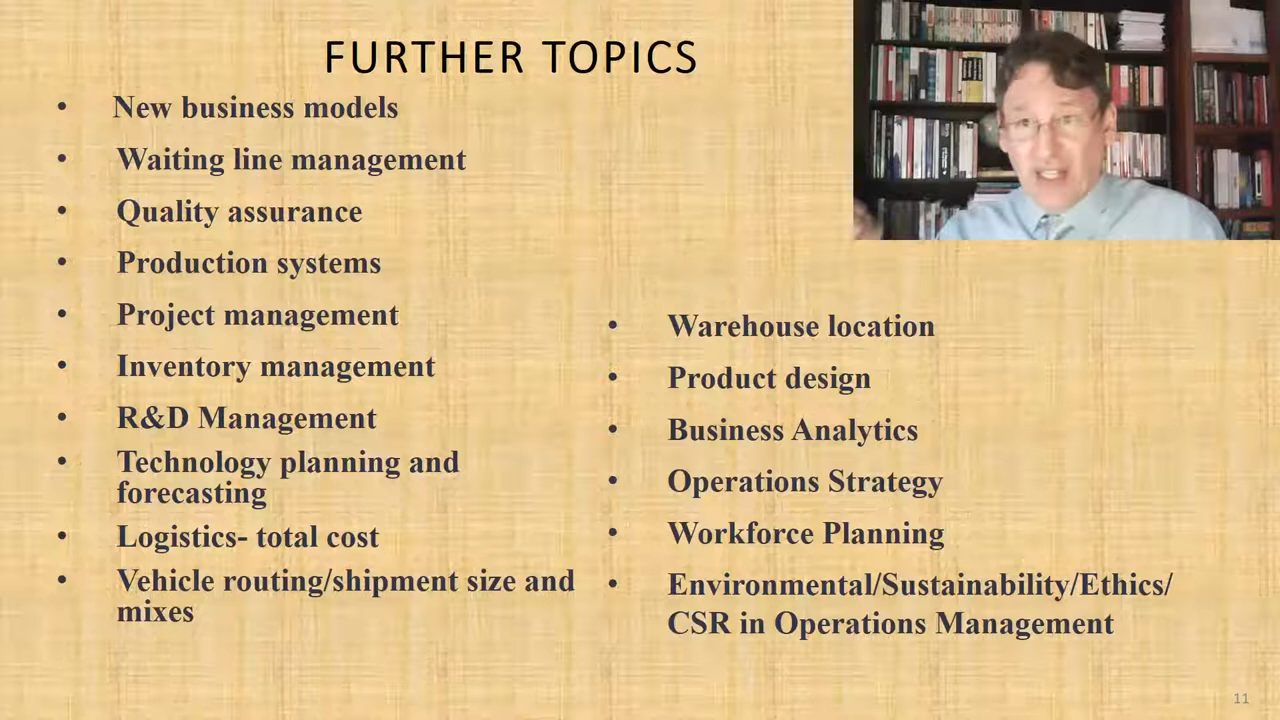 FURTHER TOPICS
• New business models
• Waiting line management
• Quality assurance
• Production systems
• Project management
• Inventory management
• R&D Management
• Technology planning and
forecasting
• Logistics- total cost
• Vehicle routing/shipment size and
mixes
• Warehouse location
• Product design
• Business Analytics
• Operations Strategy
• Workforce Planning
• Environmental/Sustainability/Ethics/
CSR in Operations Management
11